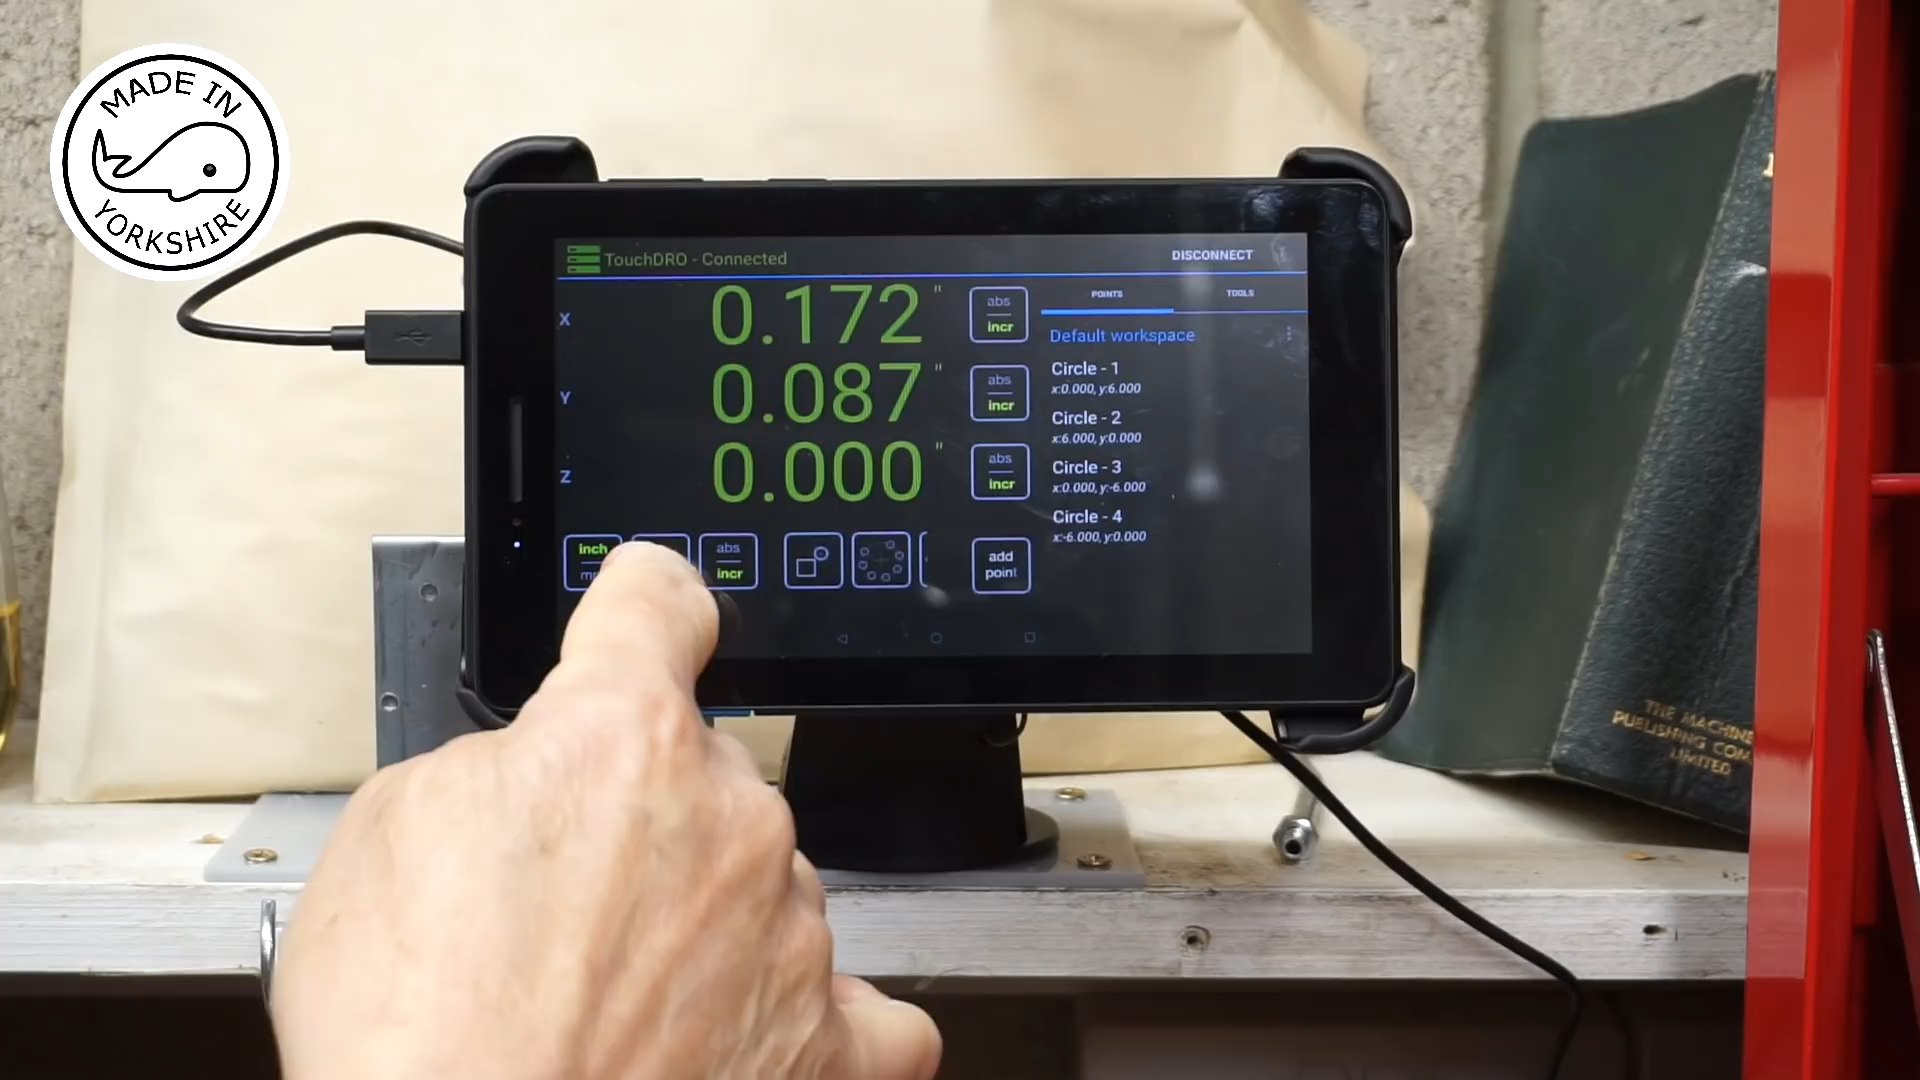 MADE IN
YORKSHIRE
TouchDRO - Connected
DISCONNECT
X
0.172"
abs
incr
Y
0.087"
abs
incr
Z
0.000"
abs
incr
inch
abs
incr
add
point
POINTS
TOOLS
Default workspace
Circle - 1
x:0.000, y:6.000
Circle - 2
x:6.000, y:0.000
Circle - 3
x:0.000, y:-6.000
Circle - 4
x:-6.000, y:0.000
THE MACHINE
PUBLISHING COM
LIMITED